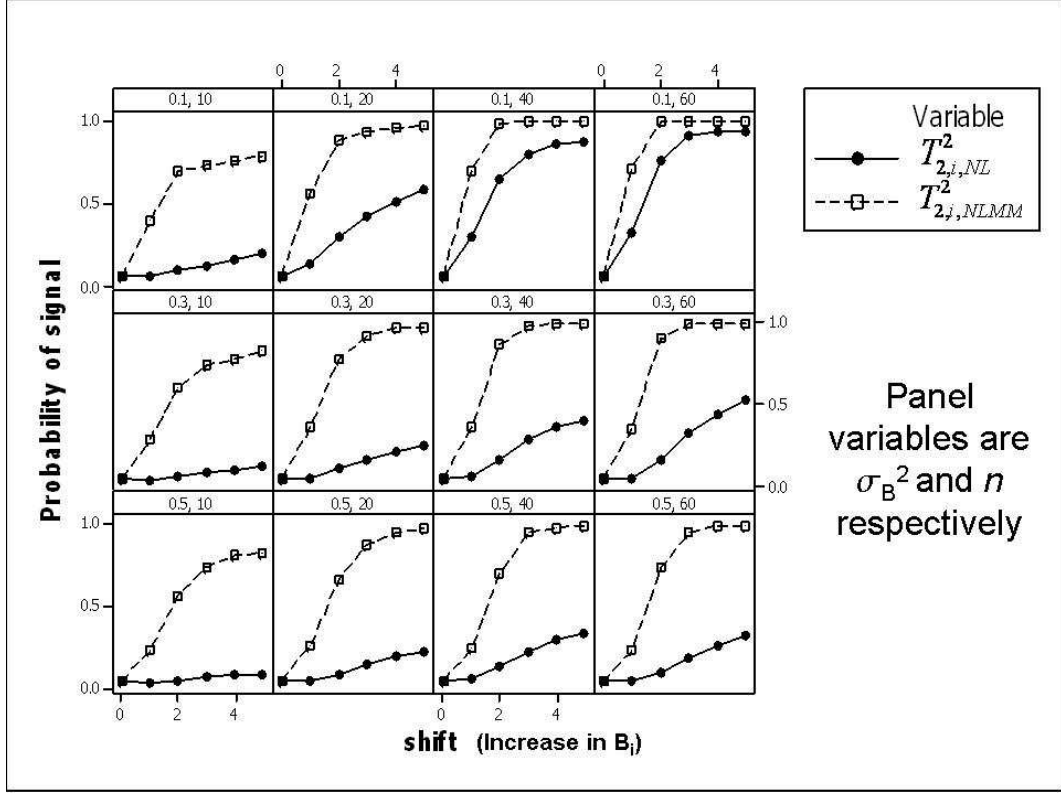 0 2 4 0 2 4
0.1, 10 0.1, 20 0.1, 40 0.1, 60
1.0
0.5
0.0
0.3, 10 0.3, 20 0.3, 40 0.3, 60
1.0
0.5
0.0
0.5, 10 0.5, 20 0.5, 40 0.5, 60
1.0
0.5
0.0
0 2 4 0 2 4
Probability of signal
shift (Increase in Bi)
Variable
T²2,i,NL
T²2,i,NLMM
Panel
variables are
σB² and n
respectively